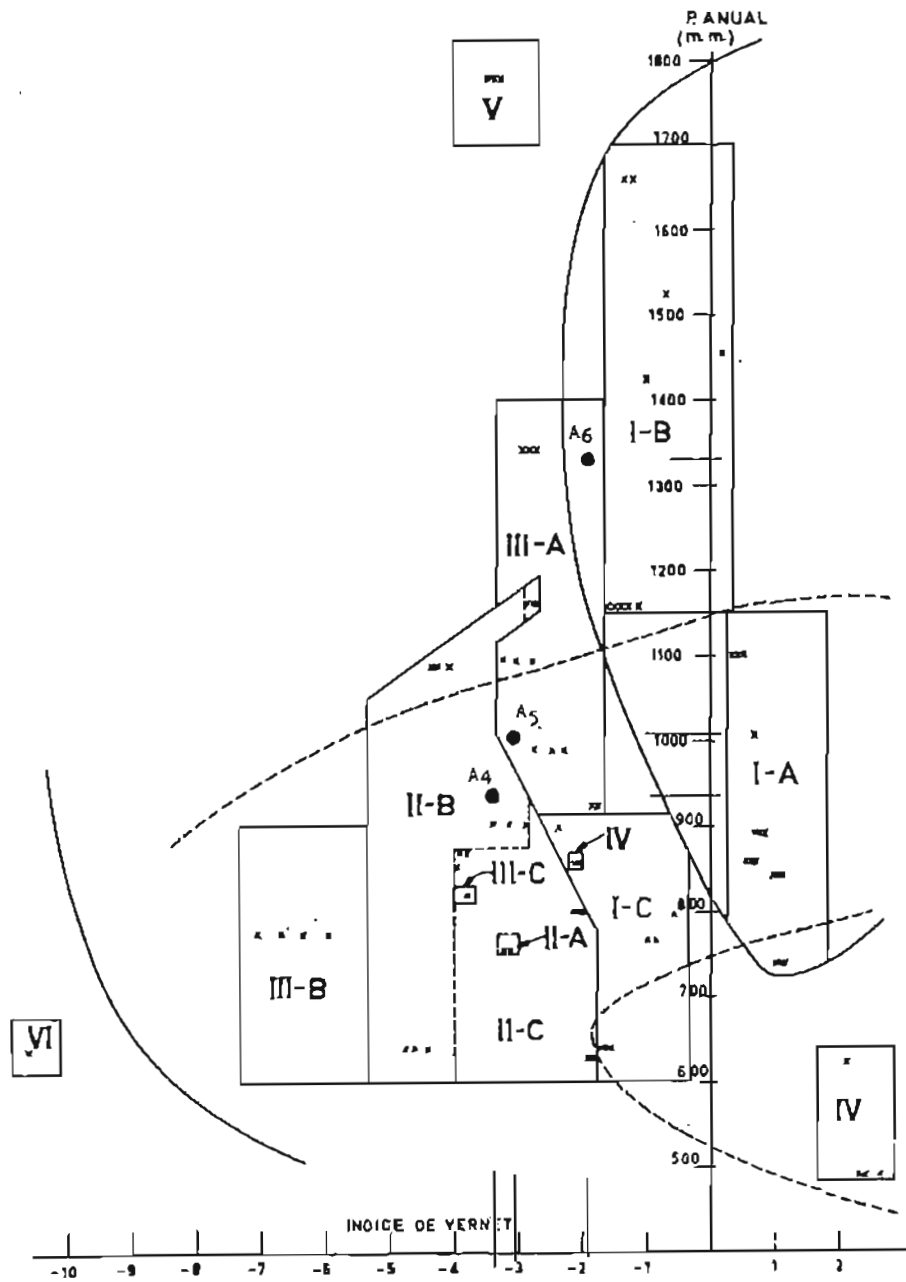 P. ANUAL
(m.m.)
1800
V
1700
1600
1500
1400
A6
I-B
1300
III-A
1200
1100
A5
1000
I-A
A4
II-B
900
IV
III-C
I-C
800
II-A
III-B
700
II-C
VI
600
IV
500
INDICE DE VERNET
-10 -9 -8 -7 -6 -5 -4 -3 -2 -1 1 2